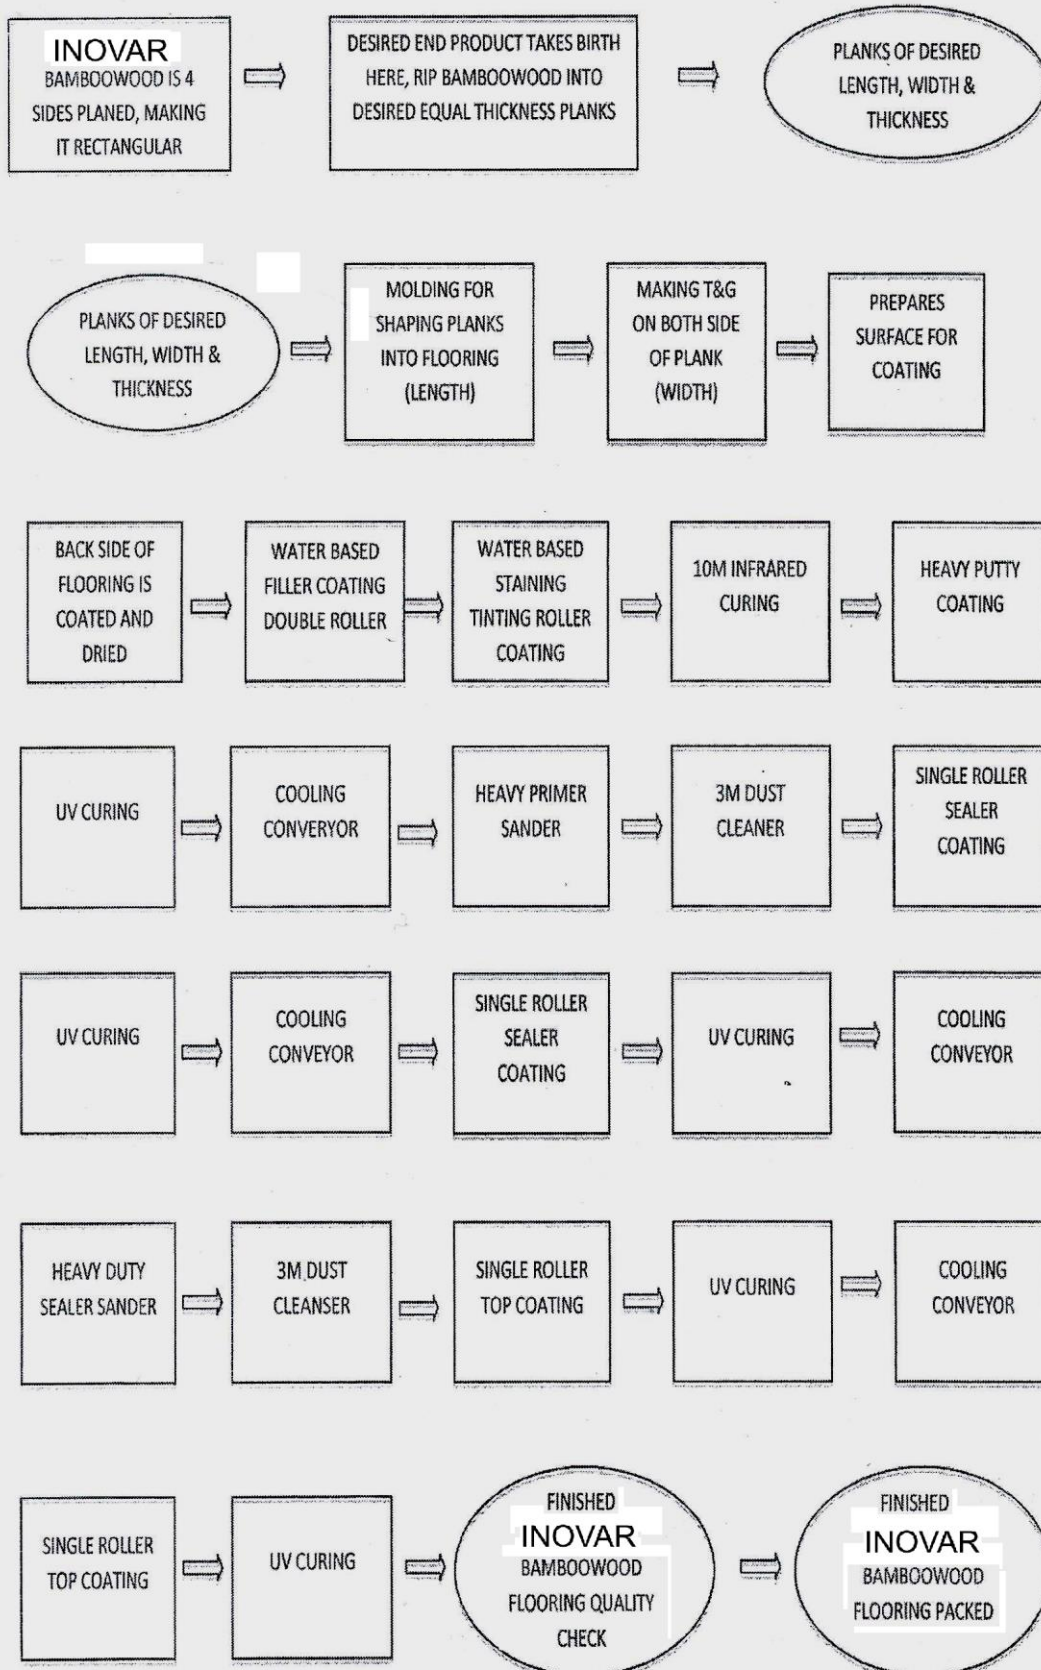 INOVAR
BAMBOOWOOD IS 4
SIDES PLANED, MAKING
IT RECTANGULAR
DESIRED END PRODUCT TAKES BIRTH
HERE, RIP BAMBOOWOOD INTO
DESIRED EQUAL THICKNESS PLANKS
PLANKS OF DESIRED
LENGTH, WIDTH &
THICKNESS
PLANKS OF DESIRED
LENGTH, WIDTH &
THICKNESS
MOLDING FOR
SHAPING PLANKS
INTO FLOORING
(LENGTH)
MAKING T&G
ON BOTH SIDE
OF PLANK
(WIDTH)
PREPARES
SURFACE FOR
COATING
BACK SIDE OF
FLOORING IS
COATED AND
DRIED
WATER BASED
FILLER COATING
DOUBLE ROLLER
WATER BASED
STAINING
TINTING ROLLER
COATING
10M INFRARED
CURING
HEAVY PUTTY
COATING
UV CURING
COOLING
CONVERYOR
HEAVY PRIMER
SANDER
3M DUST
CLEANER
SINGLE ROLLER
SEALER
COATING
UV CURING
COOLING
CONVEYOR
SINGLE ROLLER
SEALER
COATING
UV CURING
COOLING
CONVEYOR
HEAVY DUTY
SEALER SANDER
3M DUST
CLEANSER
SINGLE ROLLER
TOP COATING
UV CURING
COOLING
CONVEYOR
SINGLE ROLLER
TOP COATING
UV CURING
FINISHED
INOVAR
BAMBOOWOOD
FLOORING QUALITY
CHECK
FINISHED
INOVAR
BAMBOOWOOD
FLOORING PACKED